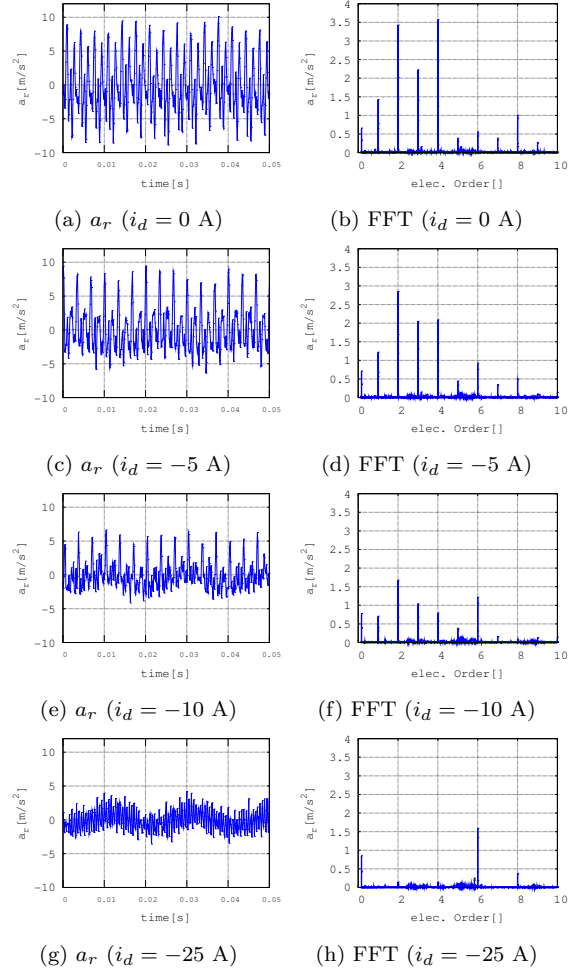 10
5
0
−5
−10
a_r[m/s²]
0 0.01 0.02 0.03 0.04 0.05
time[s]
4
3.5
3
2.5
2
1.5
1
0.5
0
a_r[m/s²]
0 2 4 6 8 10
elec. Order[]
(a) a_r (i_d = 0 A)
(b) FFT (i_d = 0 A)
10
5
0
−5
−10
a_r[m/s²]
0 0.01 0.02 0.03 0.04 0.05
time[s]
4
3.5
3
2.5
2
1.5
1
0.5
0
a_r[m/s²]
0 2 4 6 8 10
elec. Order[]
(c) a_r (i_d = −5 A)
(d) FFT (i_d = −5 A)
10
5
0
−5
−10
a_r[m/s²]
0 0.01 0.02 0.03 0.04 0.05
time[s]
4
3.5
3
2.5
2
1.5
1
0.5
0
a_r[m/s²]
0 2 4 6 8 10
elec. Order[]
(e) a_r (i_d = −10 A)
(f) FFT (i_d = −10 A)
10
5
0
−5
−10
a_r[m/s²]
0 0.01 0.02 0.03 0.04 0.05
time[s]
4
3.5
3
2.5
2
1.5
1
0.5
0
a_r[m/s²]
0 2 4 6 8 10
elec. Order[]
(g) a_r (i_d = −25 A)
(h) FFT (i_d = −25 A)